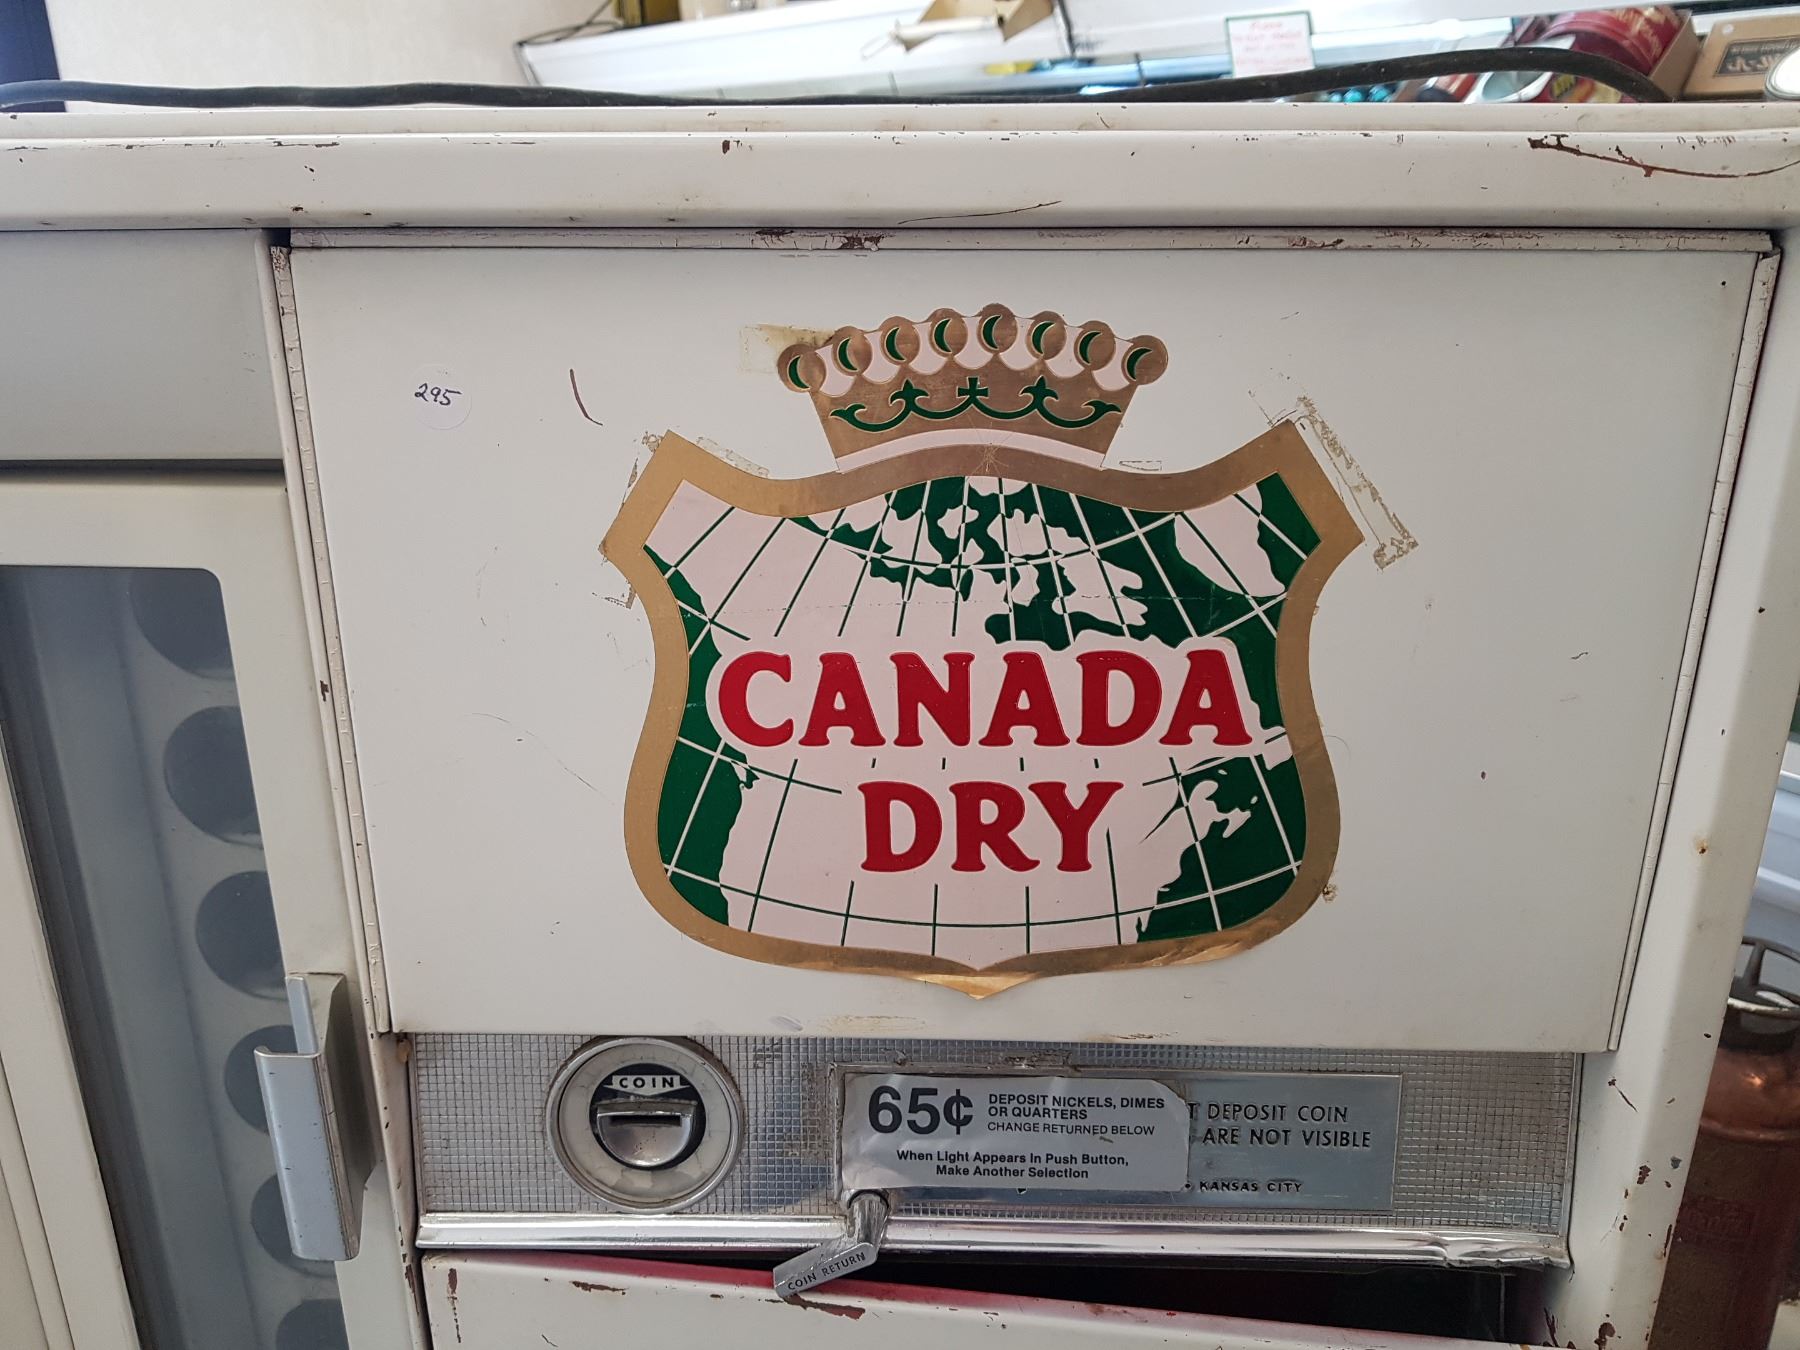 295
CANADA
DRY
COIN
65¢
DEPOSIT NICKELS, DIMES
OR QUARTERS
CHANGE RETURNED BELOW
When Light Appears In Push Button,
Make Another Selection
T DEPOSIT COIN
ARE NOT VISIBLE
KANSAS CITY
COIN RETURN